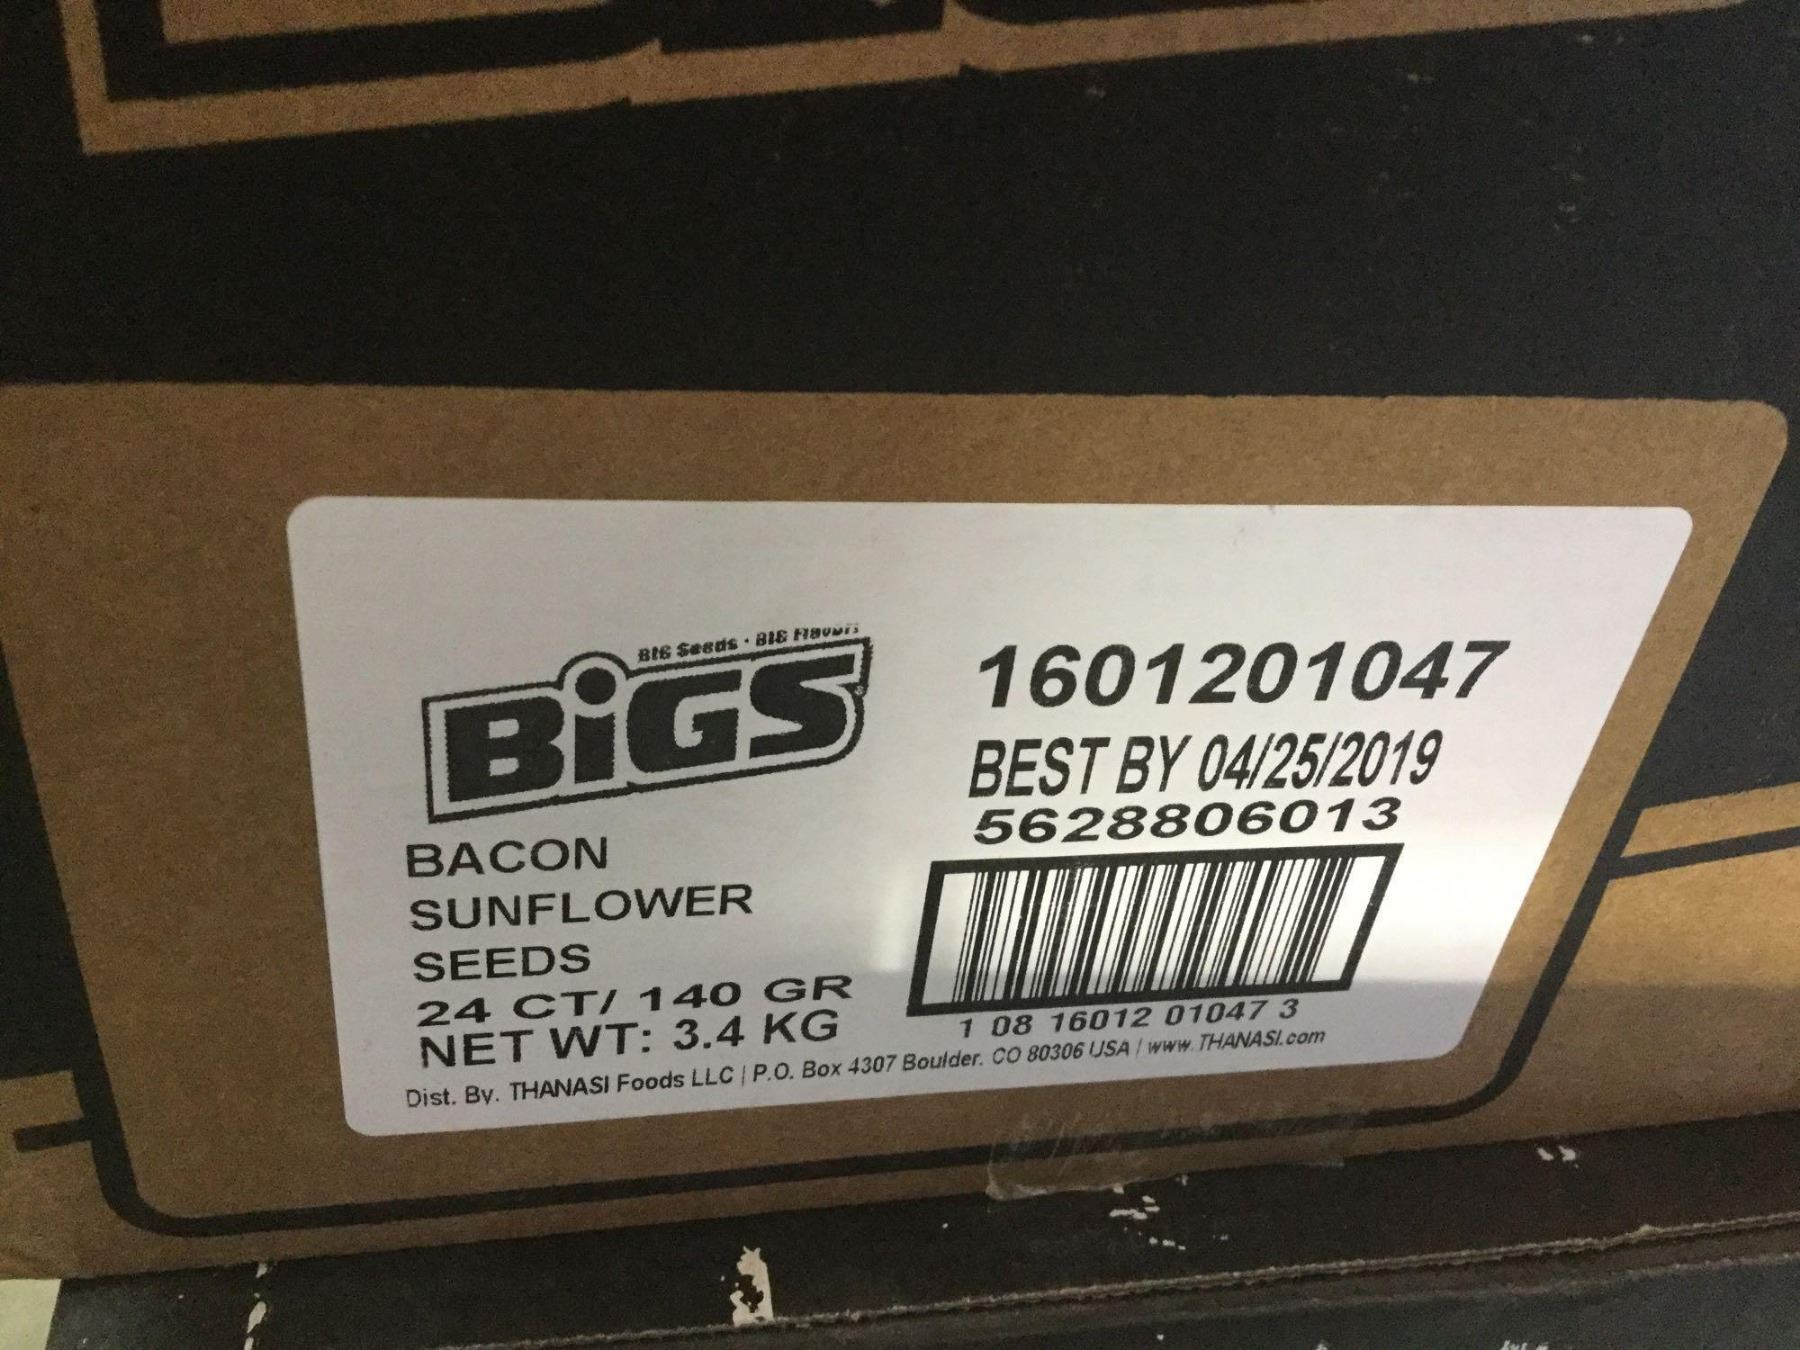 BIG Seeds · BIG Flavors
BiGS
BACON
SUNFLOWER
SEEDS
24 CT/ 140 GR
NET WT: 3.4 KG
1601201047
BEST BY 04/25/2019
5628806013
1 08 16012 01047 3
Dist. By. THANASI Foods LLC | P.O. Box 4307 Boulder. CO 80306 USA | www.THANASI.com